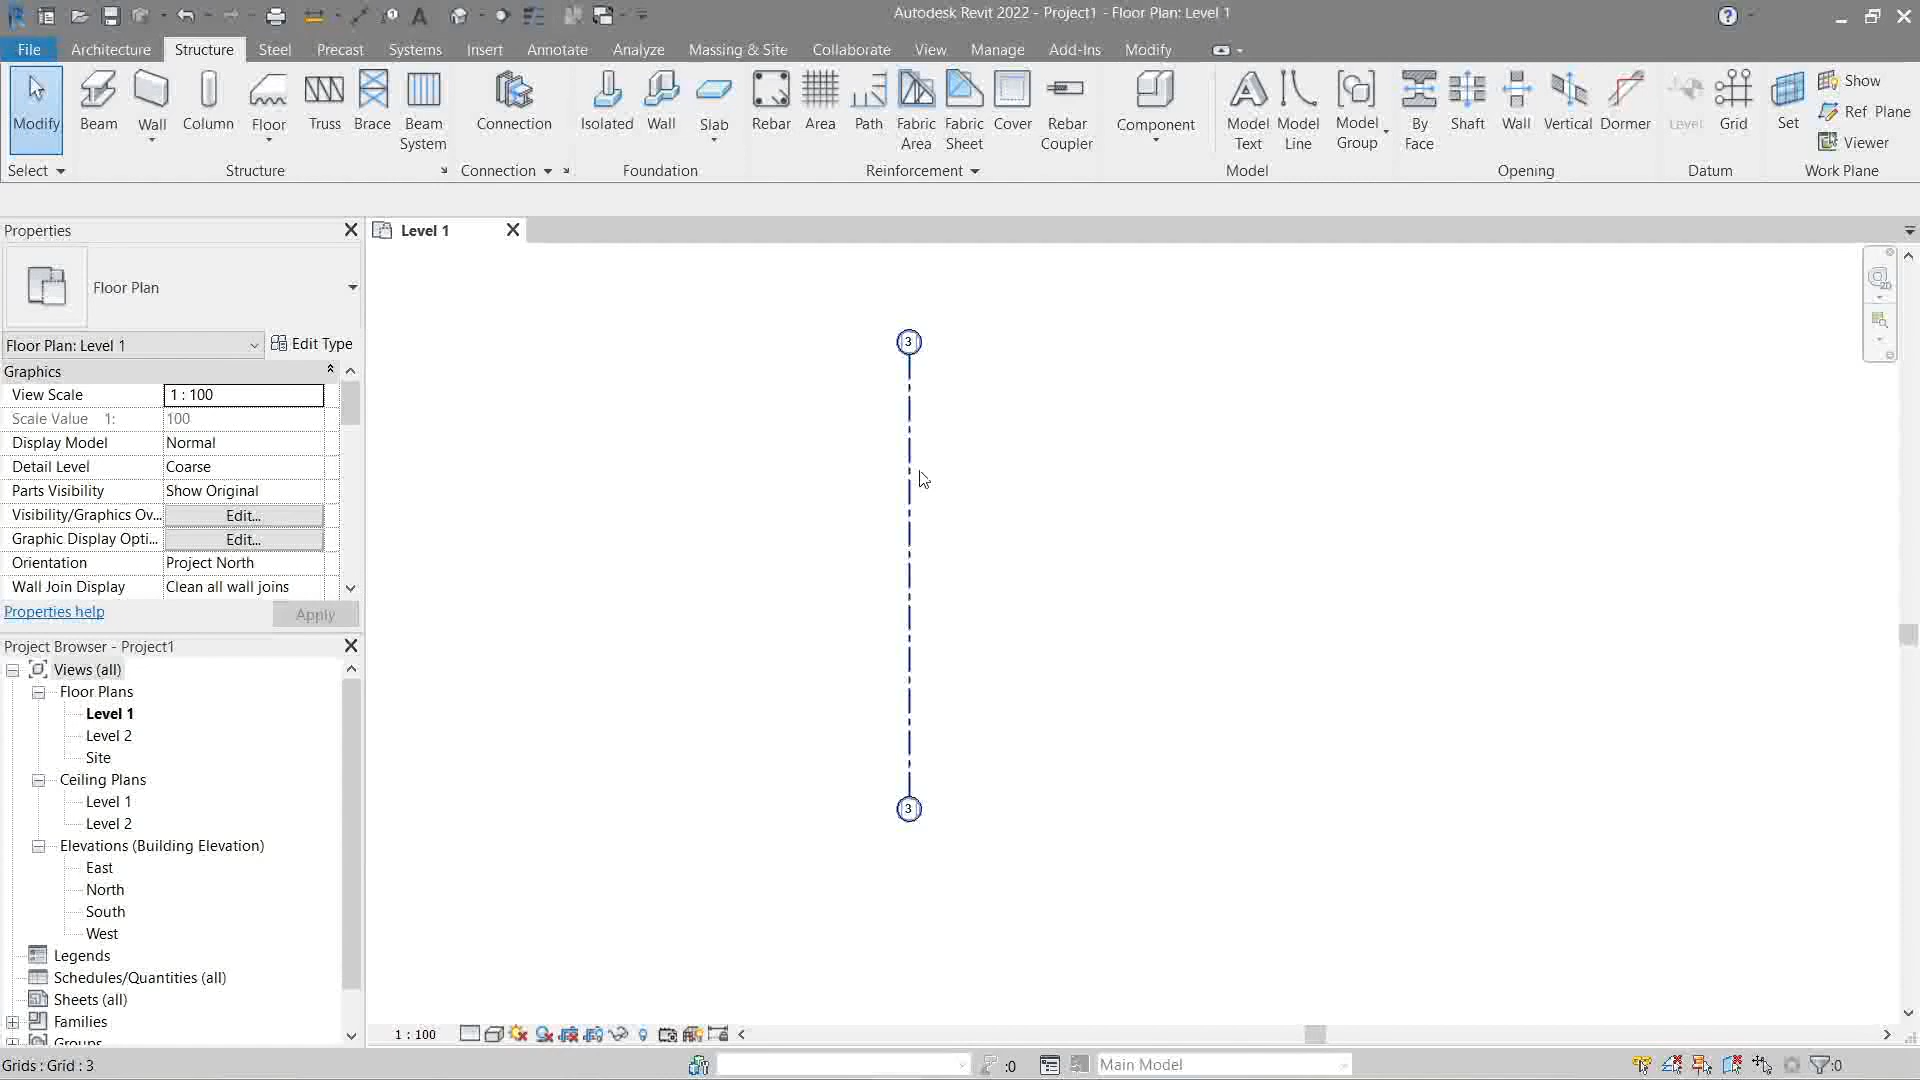 Autodesk Revit 2022 - Project1 - Floor Plan: Level 1
File Architecture Structure Steel Precast Systems Insert Annotate Analyze Massing & Site Collaborate View Manage Add-Ins Modify
Modify
Beam
Wall
Column
Floor
Truss
Brace
Beam
System
Connection
Isolated
Wall
Slab
Rebar
Area
Path
Fabric
Area
Fabric
Sheet
Cover
Rebar
Coupler
Component
Model
Text
Model
Line
Model
Group
By
Face
Shaft
Wall
Vertical
Dormer
Level
Grid
Set
Show
Ref Plane
Viewer
Select Structure Connection Foundation Reinforcement Model Opening Datum Work Plane
Properties
Level 1
Floor Plan
Floor Plan: Level 1
Edit Type
Graphics
View Scale 1 : 100
Scale Value 1: 100
Display Model Normal
Detail Level Coarse
Parts Visibility Show Original
Visibility/Graphics Ov... Edit...
Graphic Display Opti... Edit...
Orientation Project North
Wall Join Display Clean all wall joins
Properties help
Apply
Project Browser - Project1
Views (all)
Floor Plans
Level 1
Level 2
Site
Ceiling Plans
Level 1
Level 2
Elevations (Building Elevation)
East
North
South
West
Legends
Schedules/Quantities (all)
Sheets (all)
Families
Groups
3
3
2D
1 : 100
Grids : Grid : 3
:0
Main Model
:0